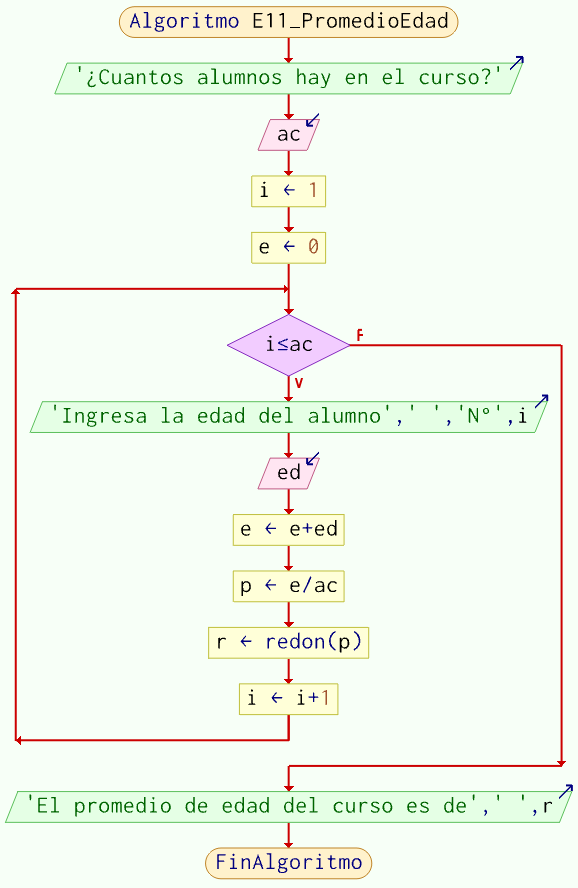 Algoritmo E11_PromedioEdad
'¿Cuantos alumnos hay en el curso?'
ac
i ← 1
e ← 0
i≤ac
F
V
'Ingresa la edad del alumno',' ','N°',i
ed
e ← e+ed
p ← e/ac
r ← redon(p)
i ← i+1
'El promedio de edad del curso es de',' ',r
FinAlgoritmo